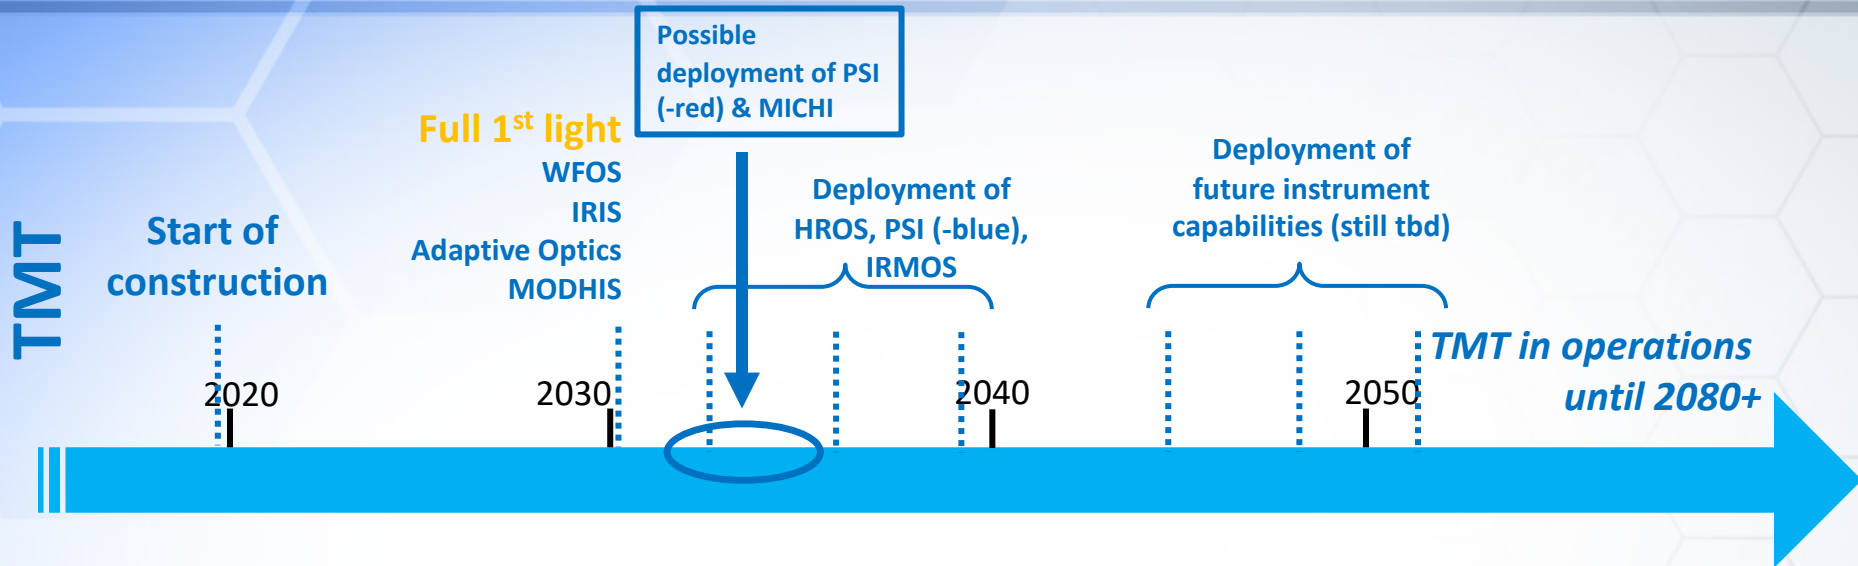 TMT
Start of
construction
Full 1st light
WFOS
IRIS
Adaptive Optics
MODHIS
Possible
deployment of PSI
(-red) & MICHI
Deployment of
HROS, PSI (-blue),
IRMOS
Deployment of
future instrument
capabilities (still tbd)
TMT in operations
until 2080+
2020
2030
2040
2050